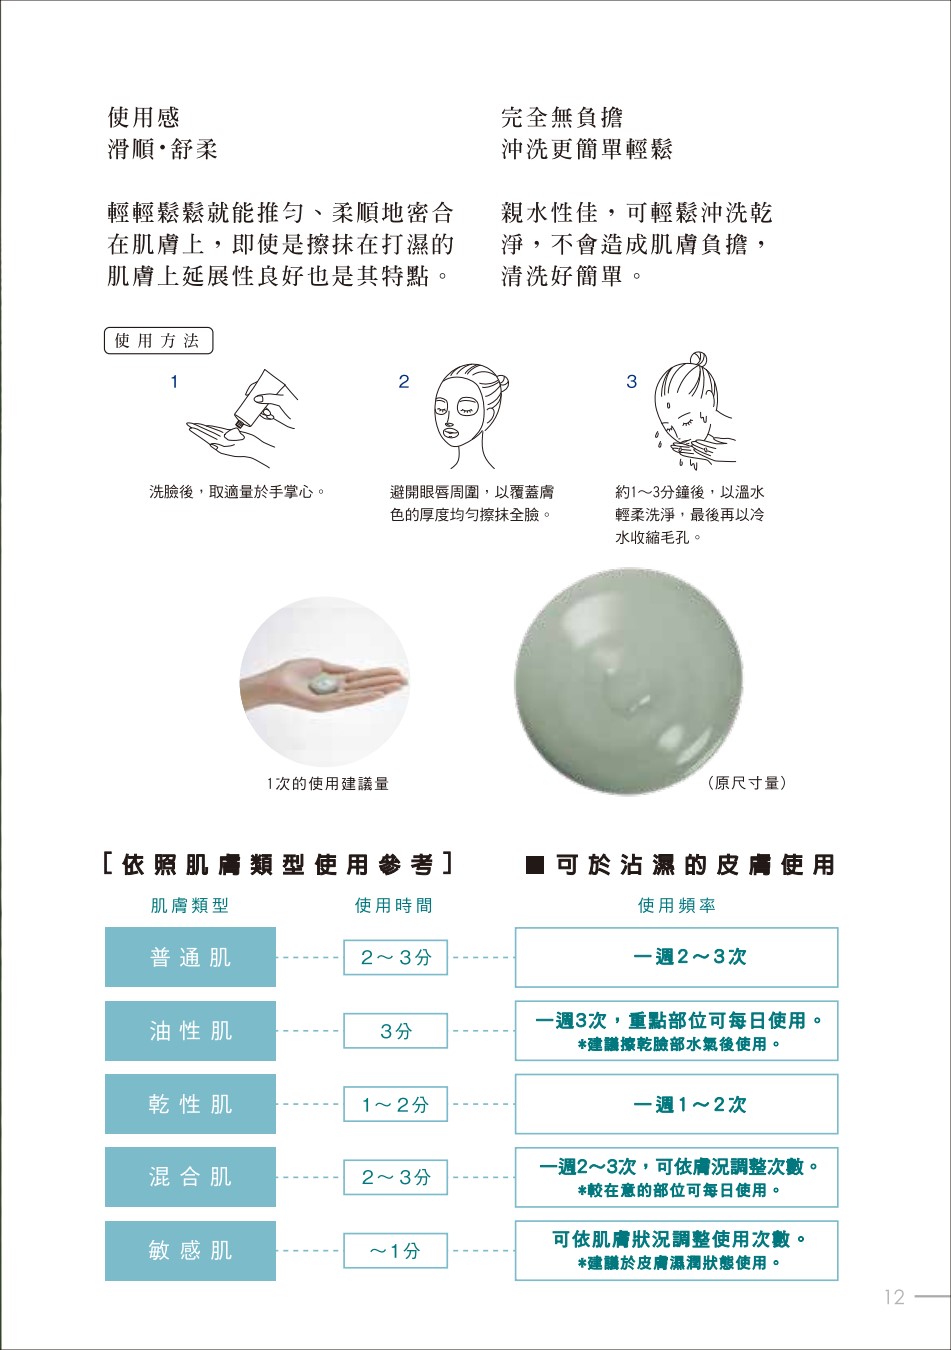 使用感
滑順・舒柔
輕輕鬆鬆就能推勻、柔順地密合
在肌膚上，即使是擦抹在打濕的
肌膚上延展性良好也是其特點。
完全無負擔
沖洗更簡單輕鬆
親水性佳，可輕鬆沖洗乾
淨，不會造成肌膚負擔，
清洗好簡單。
使用方法
1
洗臉後，取適量於手掌心。
2
避開眼唇周圍，以覆蓋膚
色的厚度均勻擦抹全臉。
3
約1～3分鐘後，以溫水
輕柔洗淨，最後再以冷
水收縮毛孔。
1次的使用建議量
（原尺寸量）
［依照肌膚類型使用參考］
■可於沾濕的皮膚使用
肌膚類型 使用時間 使用頻率
普通肌 2～3分 一週2～3次
油性肌 3分 一週3次，重點部位可每日使用。
*建議擦乾臉部水氣後使用。
乾性肌 1～2分 一週1～2次
混合肌 2～3分 一週2～3次，可依膚況調整次數。
*較在意的部位可每日使用。
敏感肌 ～1分 可依肌膚狀況調整使用次數。
*建議於皮膚濕潤狀態使用。
12